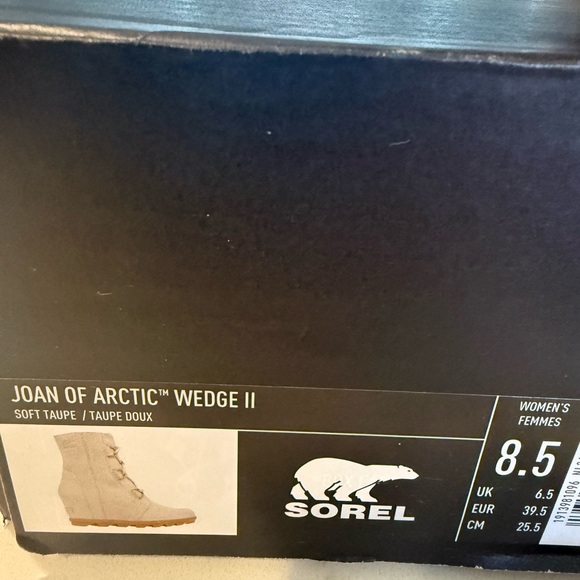 JOAN OF ARCTIC™ WEDGE II
SOFT TAUPE / TAUPE DOUX
SOREL
WOMEN'S
FEMMES
8.5
UK 6.5
EUR 39.5
CM 25.5
1913981096